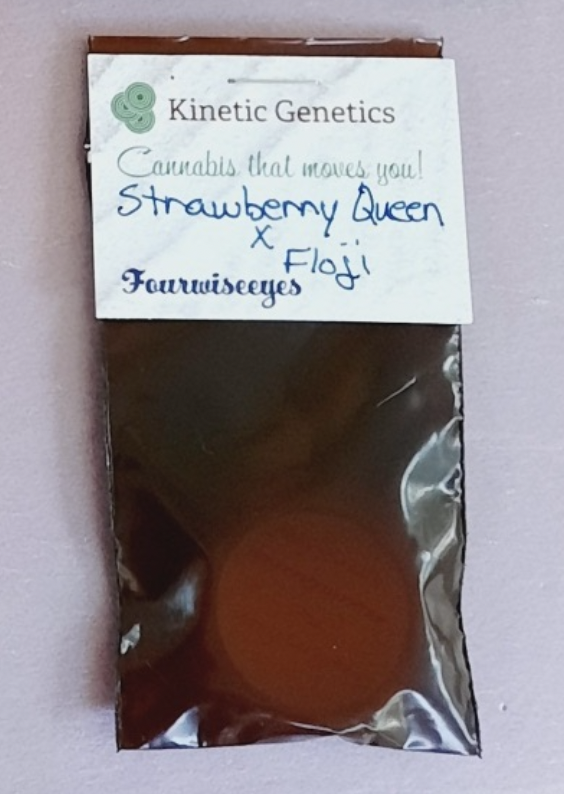 Kinetic Genetics
Cannabis that moves you!
Strawberry Queen
x
Floji
Fourwiseeyes